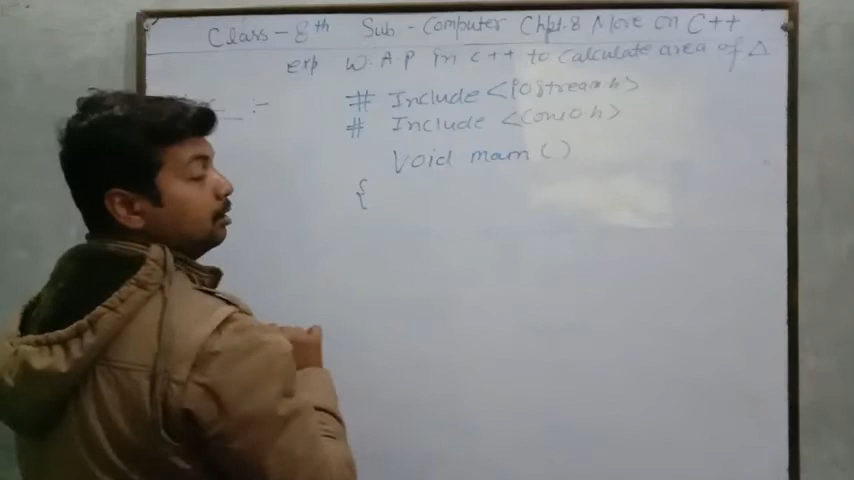 Class - 8th Sub - Computer Chpt-8 More on C++
exp W.A.P in C++ to calculate area of △
# Include <iostream.h>
# Include <conio.h>
Void main ()
{